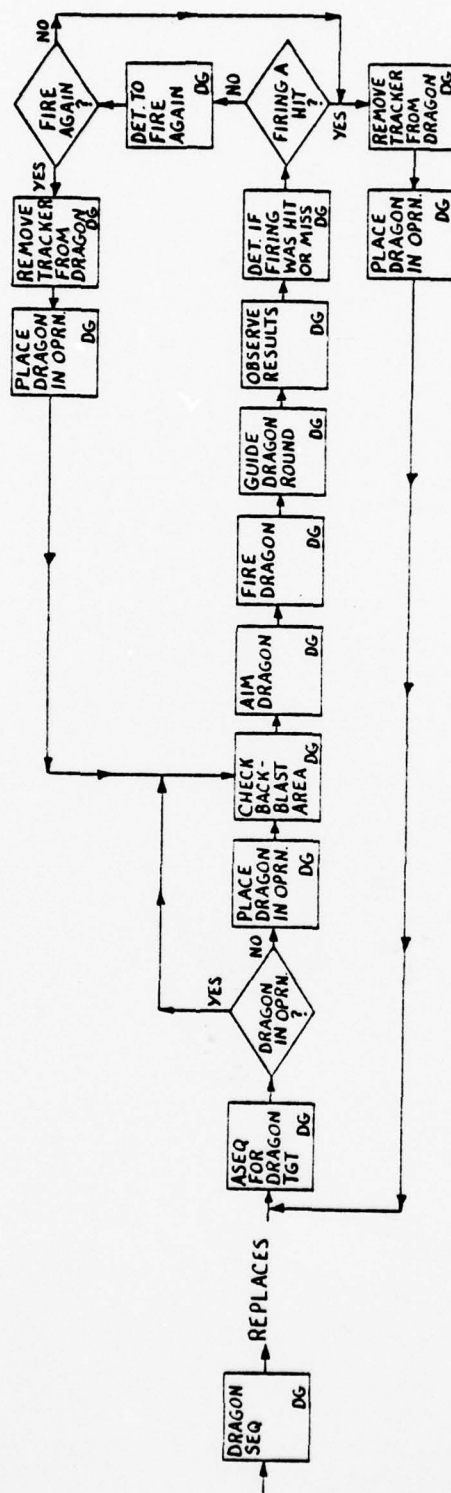 DRAGON
SEQ
DG
REPLACES
ASEQ
FOR
DRAGON
TGT
DG
DRAGON
IN OPRN.
?
YES
NO
PLACE
DRAGON
IN OPRN.
DG
CHECK
BACK-
BLAST
AREA
DG
AIM
DRAGON
DG
FIRE
DRAGON
DG
GUIDE
DRAGON
ROUND
DG
OBSERVE
RESULTS
DG
DET. IF
FIRING
WAS HIT
OR MISS
DG
FIRING A
HIT
?
NO
YES
DET. TO
FIRE
AGAIN
DG
FIRE
AGAIN
?
NO
YES
REMOVE
TRACKER
FROM
DRAGON
DG
PLACE
DRAGON
IN OPRN.
DG
REMOVE
TRACKER
FROM
DRAGON
DG
PLACE
DRAGON
IN OPRN.
DG